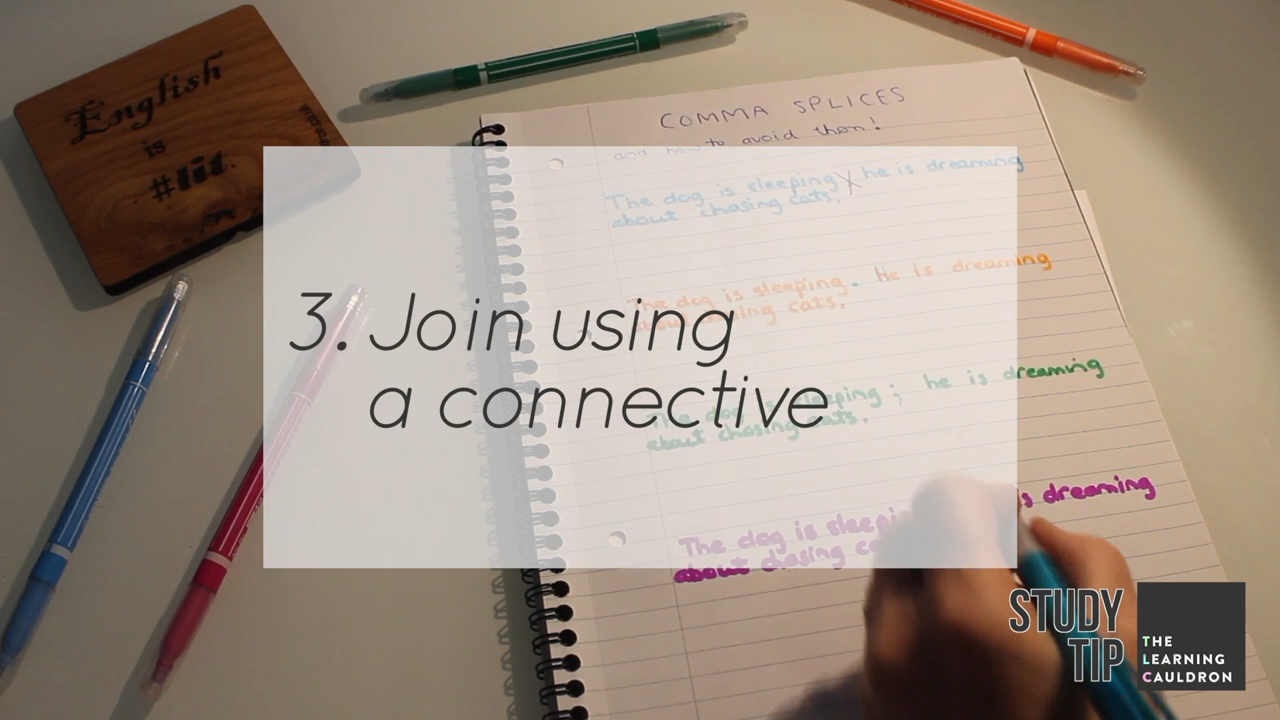 English
is
#lit.
COMMA SPLICES
and how to avoid them!
The dog is sleeping he is dreaming
about chasing cats.
The dog is sleeping. He is dreaming
about chasing cats.
3. Join using
a connective
The dog is sleeping; he is dreaming
about chasing cats.
The dog is is dreaming
about chasing
STUDY
TIP
THE
LEARNING
CAULDRON